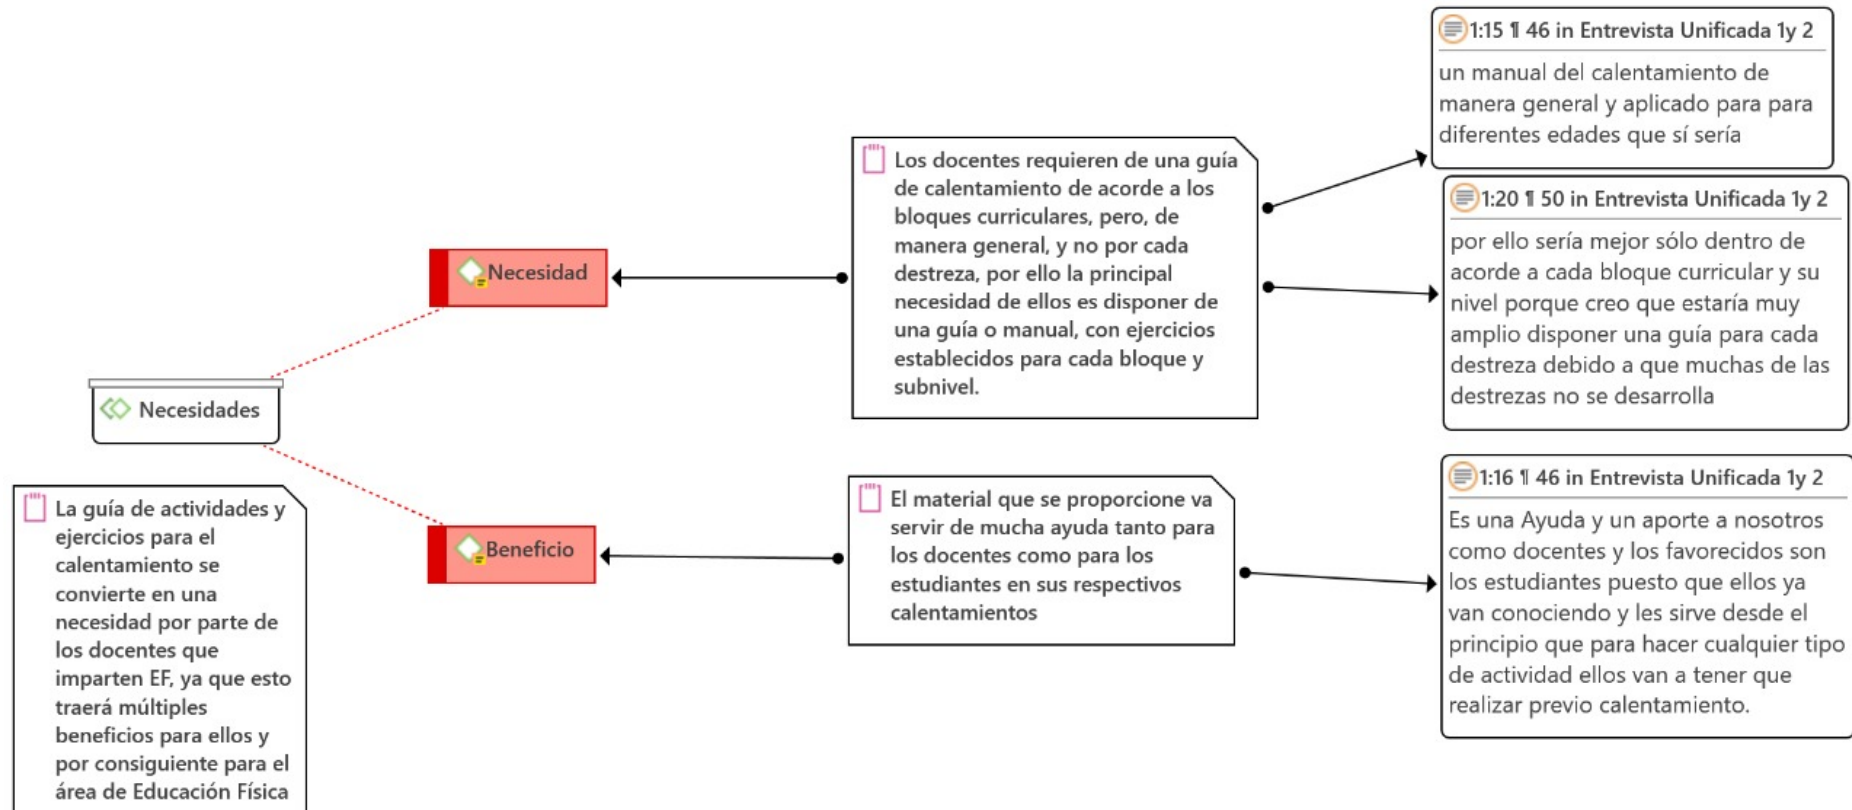 Necesidades
La guía de actividades y
ejercicios para el
calentamiento se
convierte en una
necesidad por parte de
los docentes que
imparten EF, ya que esto
traerá múltiples
beneficios para ellos y
por consiguiente para el
área de Educación Física
Necesidad
Los docentes requieren de una guía
de calentamiento de acorde a los
bloques curriculares, pero, de
manera general, y no por cada
destreza, por ello la principal
necesidad de ellos es disponer de
una guía o manual, con ejercicios
establecidos para cada bloque y
subnivel.
1:15 ¶ 46 in Entrevista Unificada 1y 2
un manual del calentamiento de
manera general y aplicado para para
diferentes edades que sí sería
1:20 ¶ 50 in Entrevista Unificada 1y 2
por ello sería mejor sólo dentro de
acorde a cada bloque curricular y su
nivel porque creo que estaría muy
amplio disponer una guía para cada
destreza debido a que muchas de las
destrezas no se desarrolla
Beneficio
El material que se proporcione va
servir de mucha ayuda tanto para
los docentes como para los
estudiantes en sus respectivos
calentamientos
1:16 ¶ 46 in Entrevista Unificada 1y 2
Es una Ayuda y un aporte a nosotros
como docentes y los favorecidos son
los estudiantes puesto que ellos ya
van conociendo y les sirve desde el
principio que para hacer cualquier tipo
de actividad ellos van a tener que
realizar previo calentamiento.